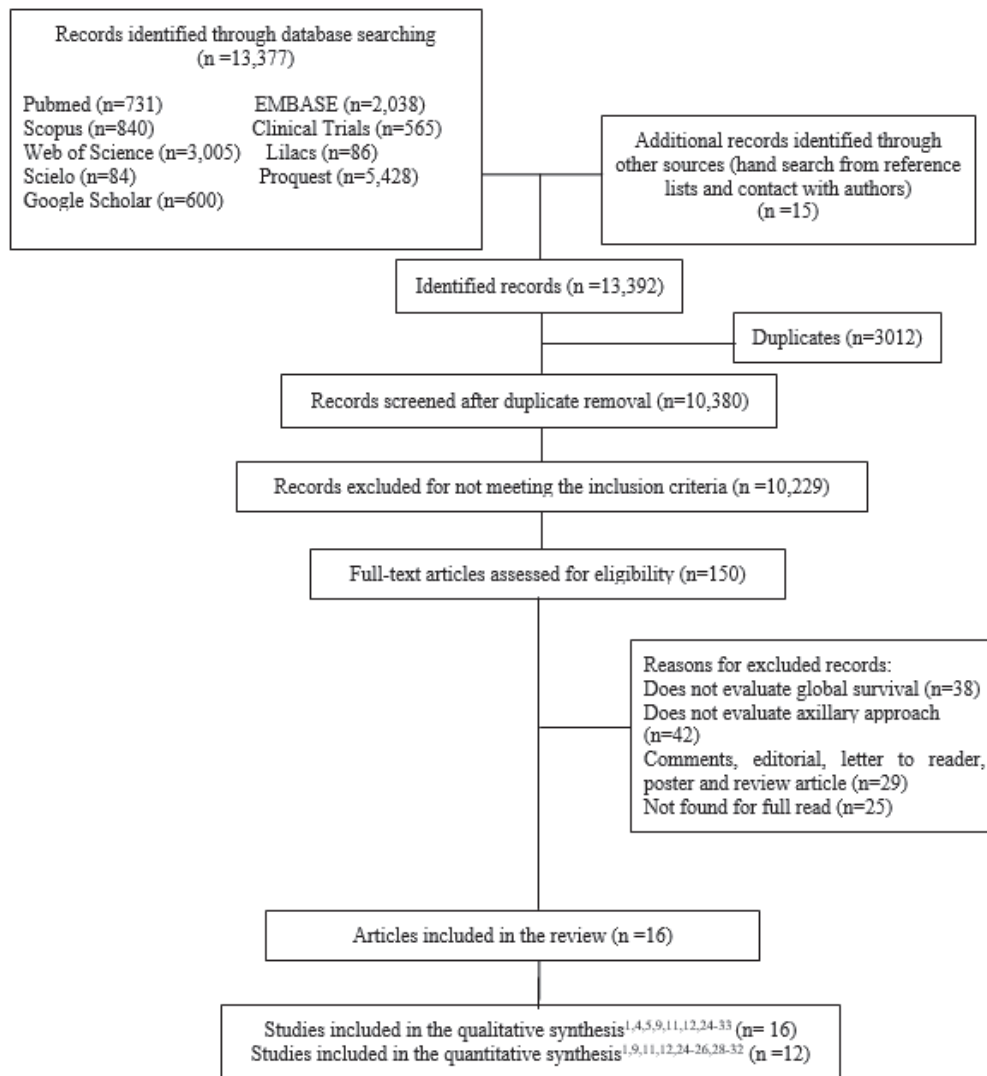 Records identified through database searching
(n =13,377)
Pubmed (n=731) EMBASE (n=2,038)
Scopus (n=840) Clinical Trials (n=565)
Web of Science (n=3,005) Lilacs (n=86)
Scielo (n=84) Proquest (n=5,428)
Google Scholar (n=600)
Additional records identified through
other sources (hand search from reference
lists and contact with authors)
(n =15)
Identified records (n =13,392)
Duplicates (n=3012)
Records screened after duplicate removal (n=10,380)
Records excluded for not meeting the inclusion criteria (n =10,229)
Full-text articles assessed for eligibility (n=150)
Reasons for excluded records:
Does not evaluate global survival (n=38)
Does not evaluate axillary approach
(n=42)
Comments, editorial, letter to reader,
poster and review article (n=29)
Not found for full read (n=25)
Articles included in the review (n =16)
Studies included in the qualitative synthesis1,4,5,9,11,12,24-33 (n= 16)
Studies included in the quantitative synthesis1,9,11,12,24-26,28-32 (n =12)